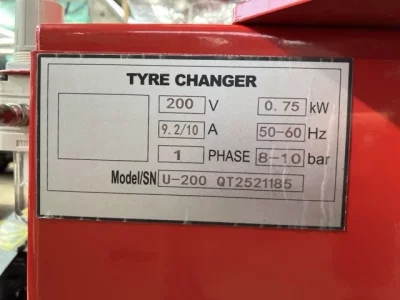 TYRE CHANGER
200 V 0.75 kW
9.2/10 A 50-60 Hz
1 PHASE 8-10 bar
Model/SN U-200 QT2521185